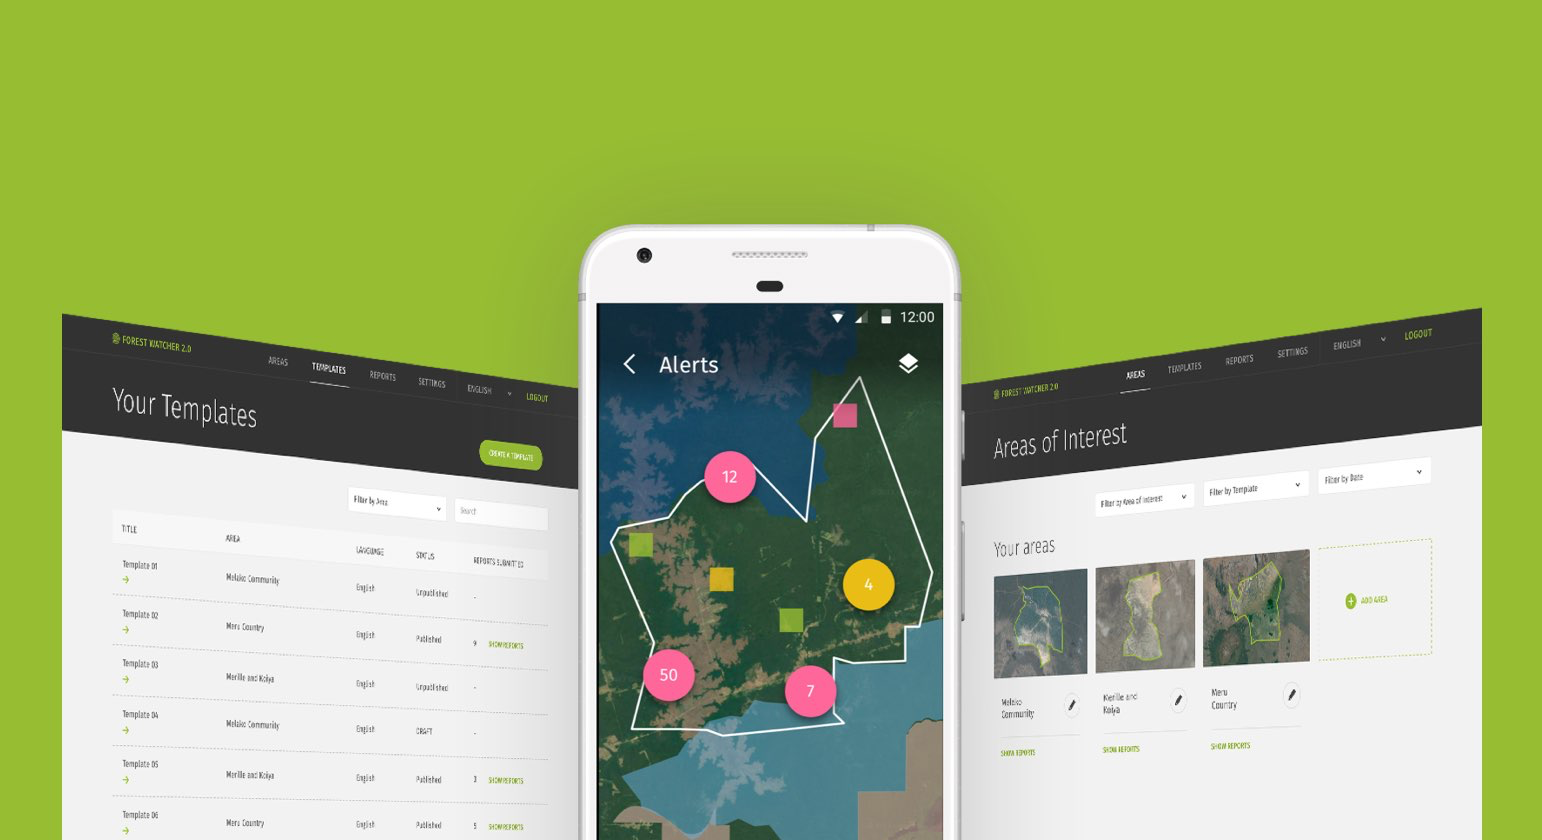 FOREST WATCHER 2.0
AREAS
TEMPLATES
REPORTS
SETTINGS
ENGLISH
LOGOUT
Your Templates
CREATE A TEMPLATE
Filter by Area
Search
TITLE
AREA
LANGUAGE
STATUS
REPORTS SUBMITTED
Template 01
Melako Community
English
Unpublished
-
Template 02
Meru Country
English
Published
9
SHOW REPORTS
Template 03
Merille and Koiya
English
Unpublished
-
Template 04
Melako Community
English
DRAFT
-
Template 05
Merille and Koiya
English
Published
3
SHOW REPORTS
Template 06
Meru Country
English
Published
5
SHOW REPORTS
12:00
Alerts
12
4
50
7
FOREST WATCHER 2.0
AREAS
TEMPLATES
REPORTS
SETTINGS
ENGLISH
LOGOUT
Areas of Interest
Filter by Area of Interest
Filter by Template
Filter by Date
Your areas
ADD AREA
Melako
Community
SHOW REPORTS
Merille and
Koiya
SHOW REPORTS
Meru
Country
SHOW REPORTS